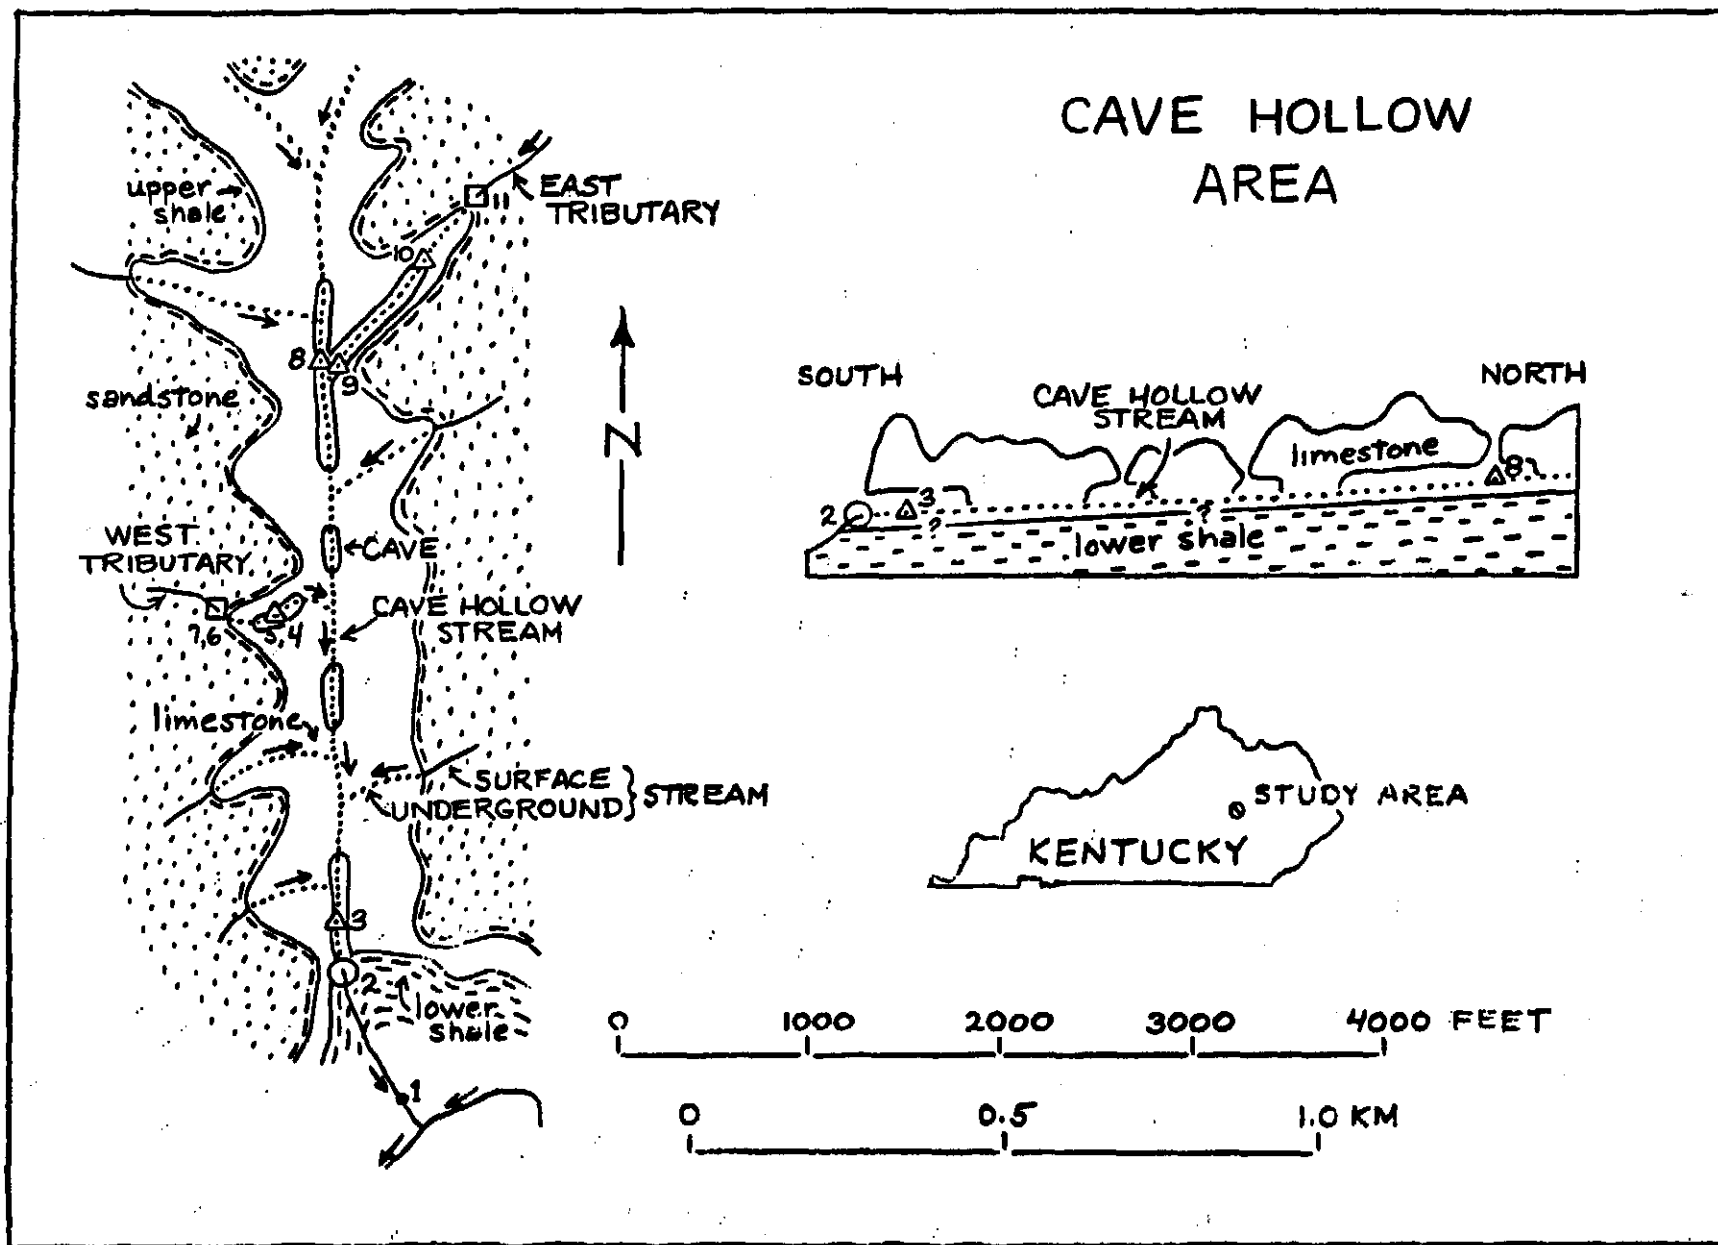 CAVE HOLLOW
AREA
upper
shale
11
EAST
TRIBUTARY
10
8
9
sandstone
N
WEST
TRIBUTARY
CAVE
7,6
5,4
CAVE HOLLOW
STREAM
limestone
SURFACE
UNDERGROUND
STREAM
3
2
lower
shale
1
SOUTH
NORTH
CAVE HOLLOW
STREAM
limestone
8
2
3
?
?
lower shale
STUDY AREA
KENTUCKY
0 1000 2000 3000 4000 FEET
0 0.5 1.0 KM